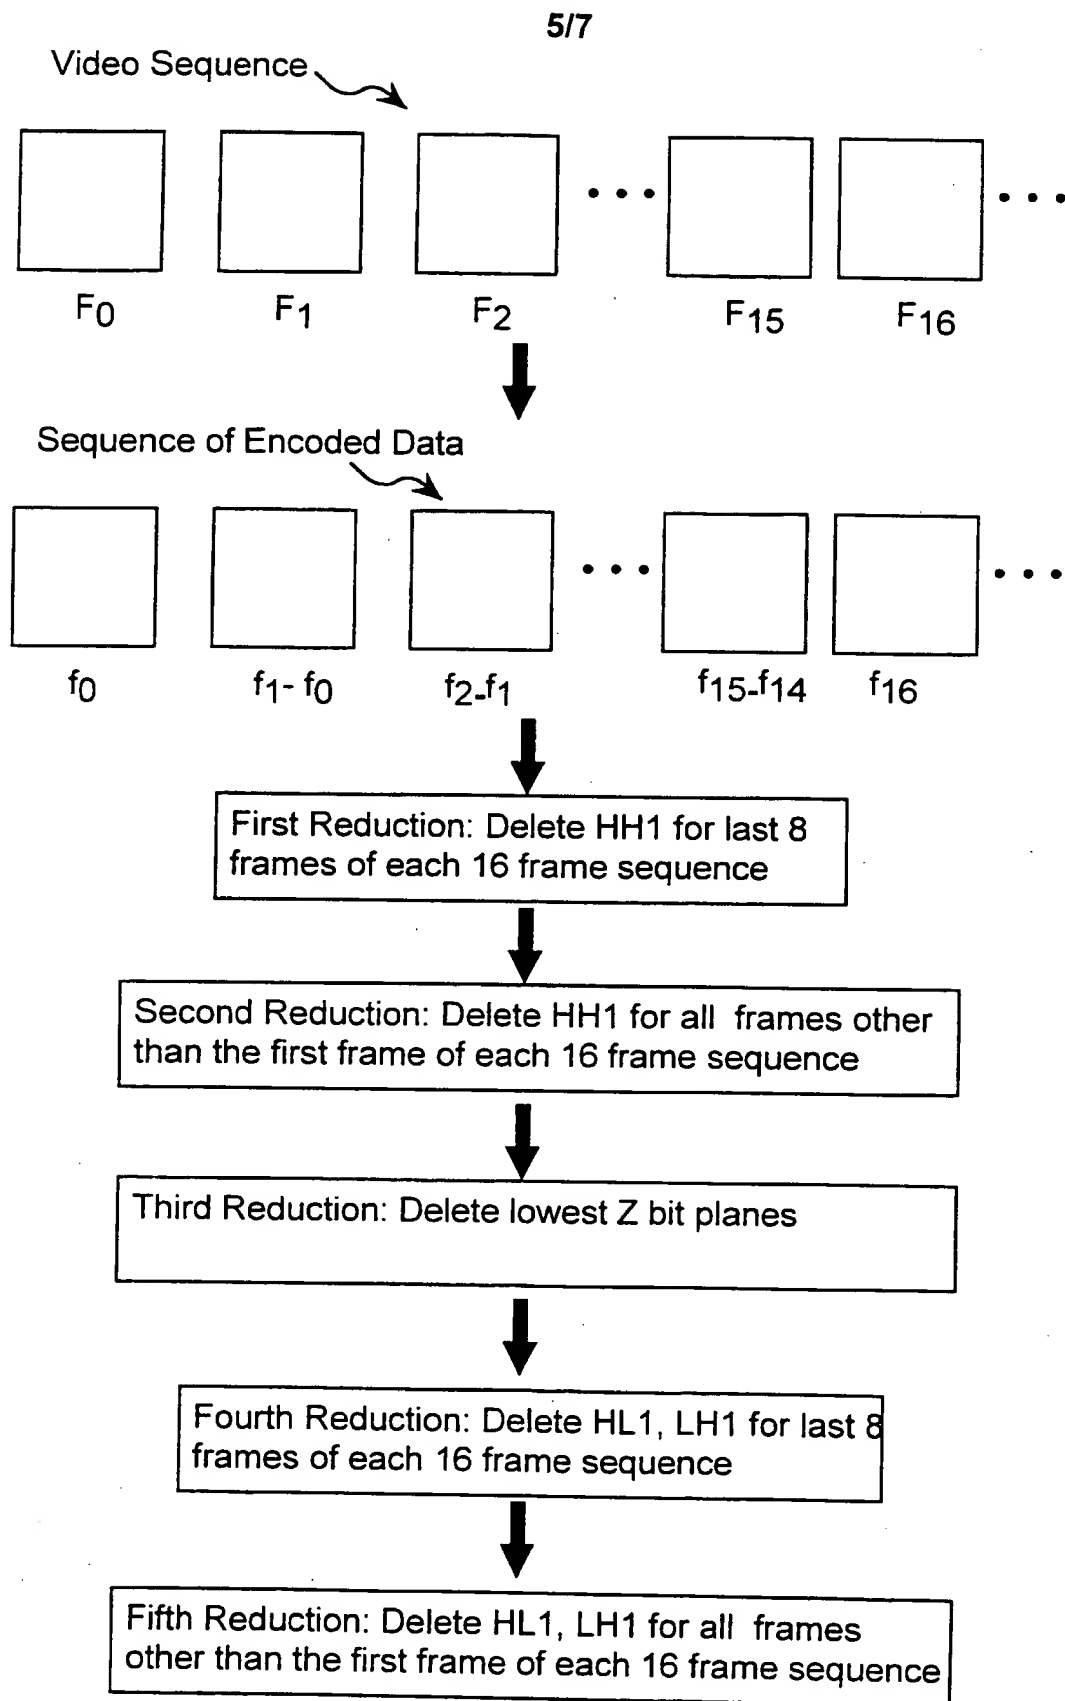 5/7
Video Sequence
F0 F1 F2 ••• F15 F16 •••
Sequence of Encoded Data
f0 f1-f0 f2-f1 ••• f15-f14 f16 •••
First Reduction: Delete HH1 for last 8
frames of each 16 frame sequence
Second Reduction: Delete HH1 for all frames other
than the first frame of each 16 frame sequence
Third Reduction: Delete lowest Z bit planes
Fourth Reduction: Delete HL1, LH1 for last 8
frames of each 16 frame sequence
Fifth Reduction: Delete HL1, LH1 for all frames
other than the first frame of each 16 frame sequence